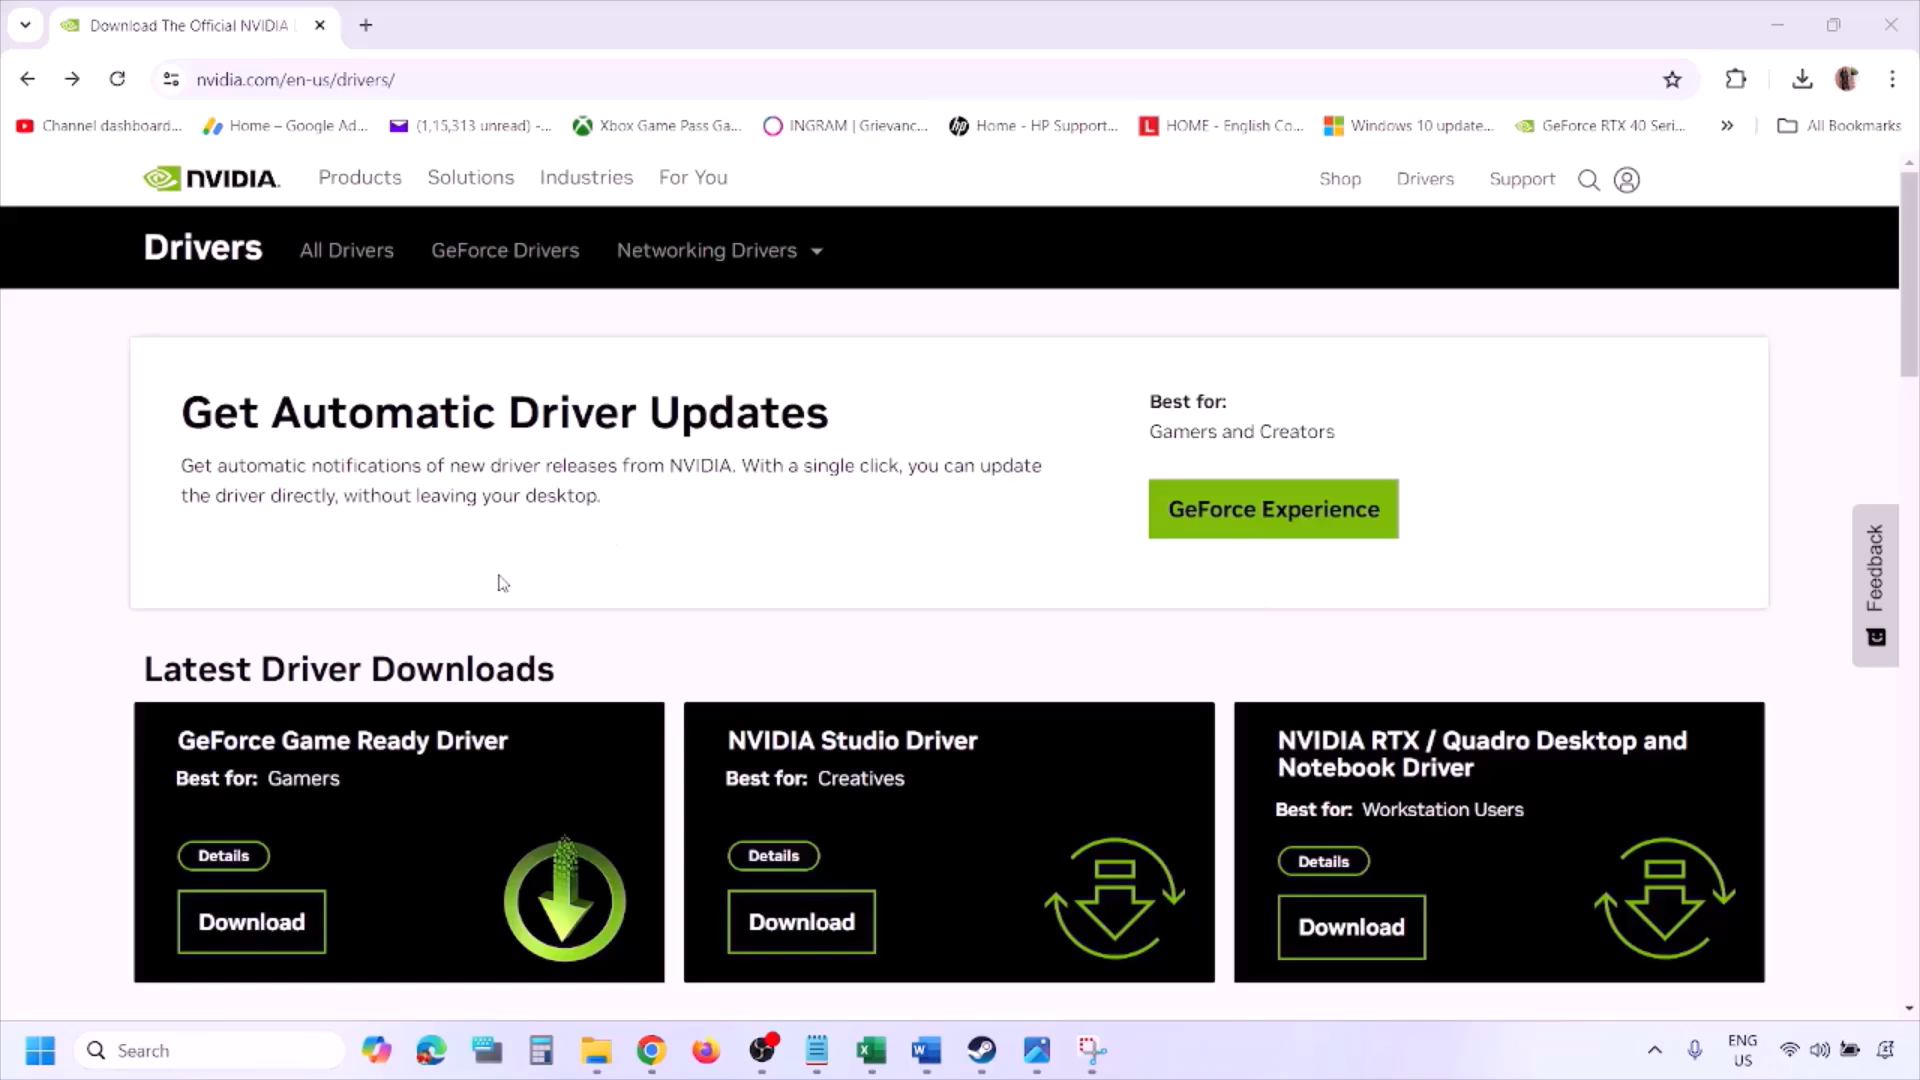 Download The Official NVIDIA
nvidia.com/en-us/drivers/
Channel dashboard...
Home – Google Ad...
(1,15,313 unread) -...
Xbox Game Pass Ga...
INGRAM | Grievanc...
Home - HP Support...
HOME - English Co...
Windows 10 update...
GeForce RTX 40 Seri...
All Bookmarks
NVIDIA.
Products
Solutions
Industries
For You
Shop
Drivers
Support
Drivers
All Drivers
GeForce Drivers
Networking Drivers
Get Automatic Driver Updates
Get automatic notifications of new driver releases from NVIDIA. With a single click, you can update
the driver directly, without leaving your desktop.
Best for:
Gamers and Creators
GeForce Experience
Feedback
Latest Driver Downloads
GeForce Game Ready Driver
Best for: Gamers
Details
Download
NVIDIA Studio Driver
Best for: Creatives
Details
Download
NVIDIA RTX / Quadro Desktop and
Notebook Driver
Best for: Workstation Users
Details
Download
Search
ENG
US